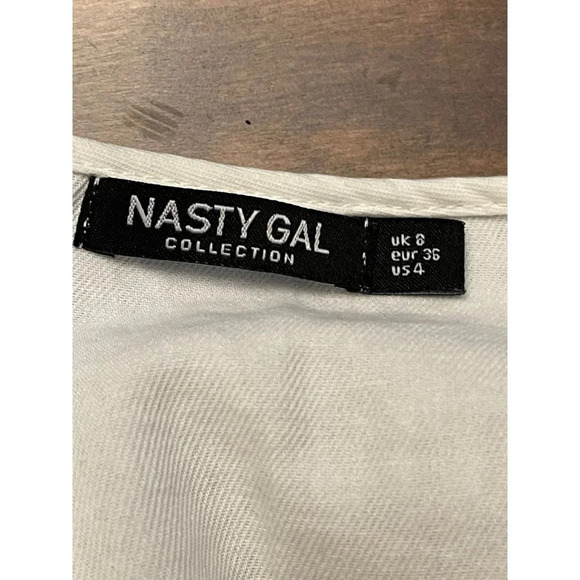 NASTY GAL
COLLECTION
uk 8
eur 36
us 4